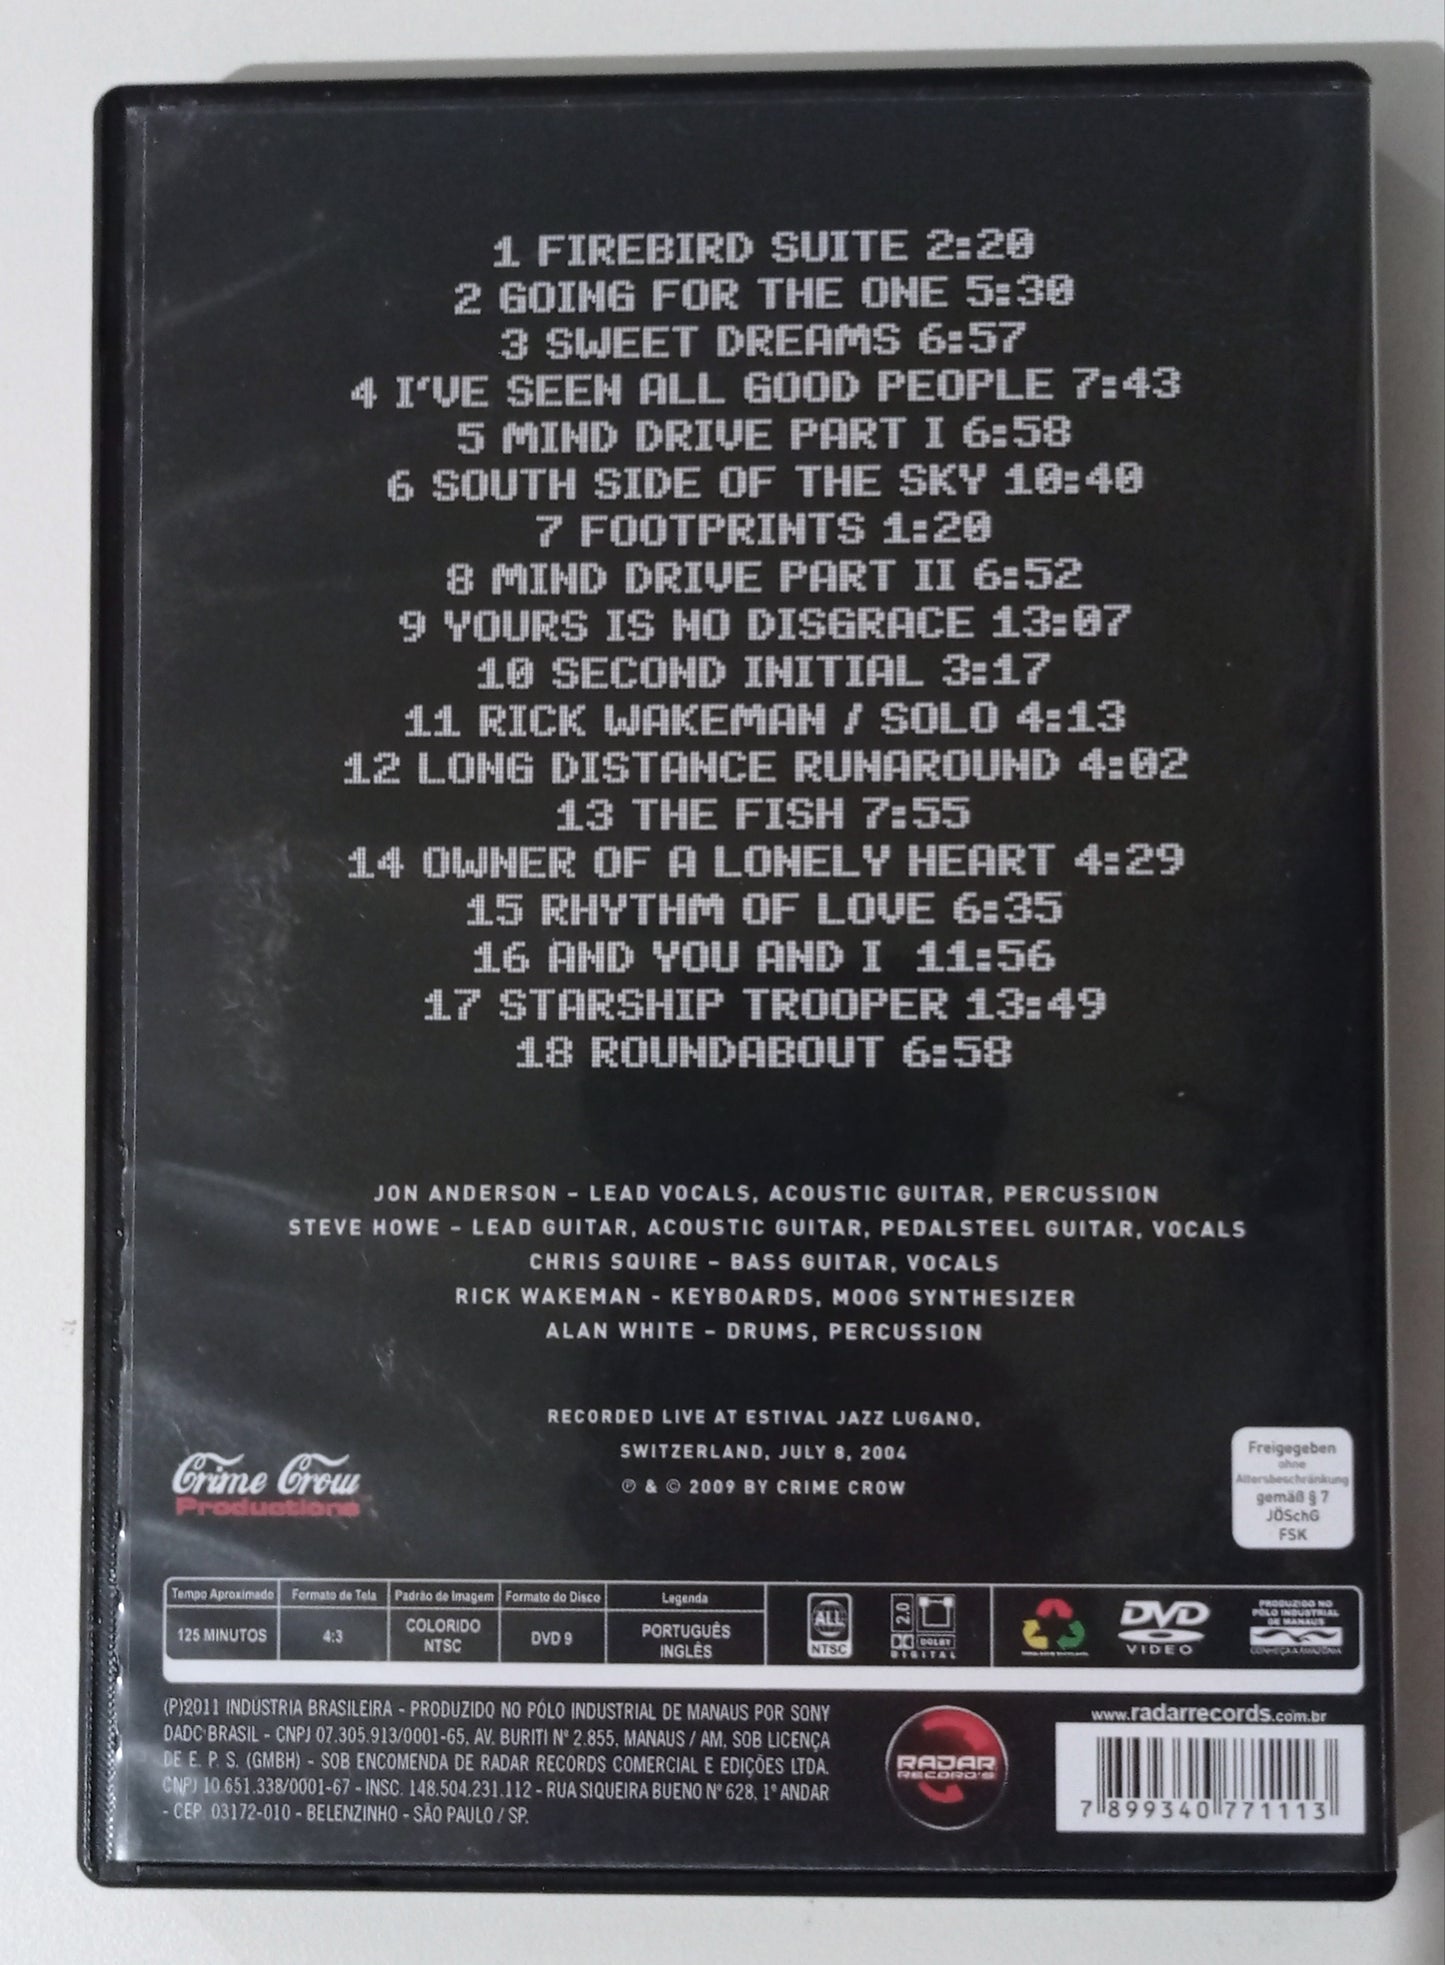 1 FIREBIRD SUITE 2:20
2 GOING FOR THE ONE 5:30
3 SWEET DREAMS 6:57
4 I'VE SEEN ALL GOOD PEOPLE 7:43
5 MIND DRIVE PART I 6:58
6 SOUTH SIDE OF THE SKY 10:40
7 FOOTPRINTS 1:20
8 MIND DRIVE PART II 6:52
9 YOURS IS NO DISGRACE 13:07
10 SECOND INITIAL 3:17
11 RICK WAKEMAN / SOLO 4:13
12 LONG DISTANCE RUNAROUND 4:02
13 THE FISH 7:55
14 OWNER OF A LONELY HEART 4:29
15 RHYTHM OF LOVE 6:35
16 AND YOU AND I 11:56
17 STARSHIP TROOPER 13:49
18 ROUNDABOUT 6:58
JON ANDERSON – LEAD VOCALS, ACOUSTIC GUITAR, PERCUSSION
STEVE HOWE – LEAD GUITAR, ACOUSTIC GUITAR, PEDALSTEEL GUITAR, VOCALS
CHRIS SQUIRE – BASS GUITAR, VOCALS
RICK WAKEMAN - KEYBOARDS, MOOG SYNTHESIZER
ALAN WHITE – DRUMS, PERCUSSION
RECORDED LIVE AT ESTIVAL JAZZ LUGANO,
SWITZERLAND, JULY 8, 2004
℗ & © 2009 BY CRIME CROW
Crime Crow
Productions
Freigegeben
ohne
Altersbeschränkung
gemäß § 7
JÖSchG
FSK
Tempo Aproximado Formato de Tela Padrão de Imagem Formato do Disco Legenda
125 MINUTOS 4:3 COLORIDO NTSC DVD 9 PORTUGUÊS INGLÊS
ALL
NTSC
2.0
DOLBY
DIGITAL
DVD
VIDEO
PRODUZIDO NO
PÓLO INDUSTRIAL
DE MANAUS
CONHEÇA A AMAZÔNIA
(P)2011 INDÚSTRIA BRASILEIRA - PRODUZIDO NO PÓLO INDUSTRIAL DE MANAUS POR SONY
DADC BRASIL - CNPJ 07.305.913/0001-65, AV. BURITI Nº 2.855, MANAUS / AM, SOB LICENÇA
DE E. P. S. (GMBH) - SOB ENCOMENDA DE RADAR RECORDS COMERCIAL E EDIÇÕES LTDA.
CNPJ 10.651.338/0001-67 - INSC. 148.504.231.112 - RUA SIQUEIRA BUENO Nº 628, 1º ANDAR
- CEP. 03172-010 - BELENZINHO - SÃO PAULO / SP.
RADAR
RECORD'S
www.radarrecords.com.br
7 899340 771113